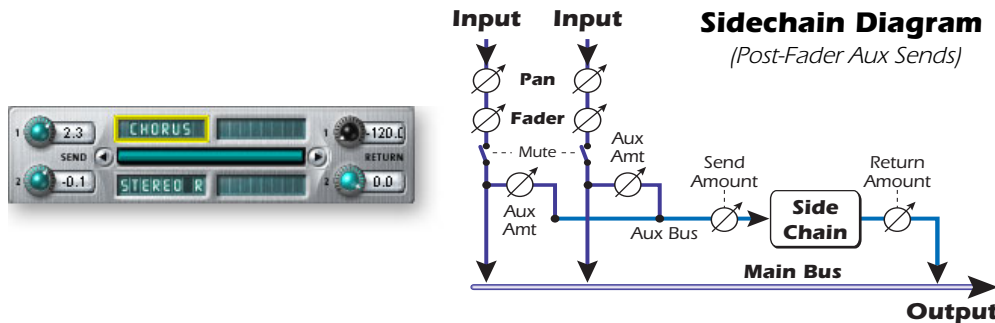 1
2.3
CHORUS
1
-120.0
SEND
RETURN
2
-0.1
STEREO R
2
0.0
Input
Input
Sidechain Diagram
(Post-Fader Aux Sends)
Pan
Fader
Mute
Aux
Amt
Aux
Amt
Send
Amount
Return
Amount
Side
Chain
Aux Bus
Main Bus
Output